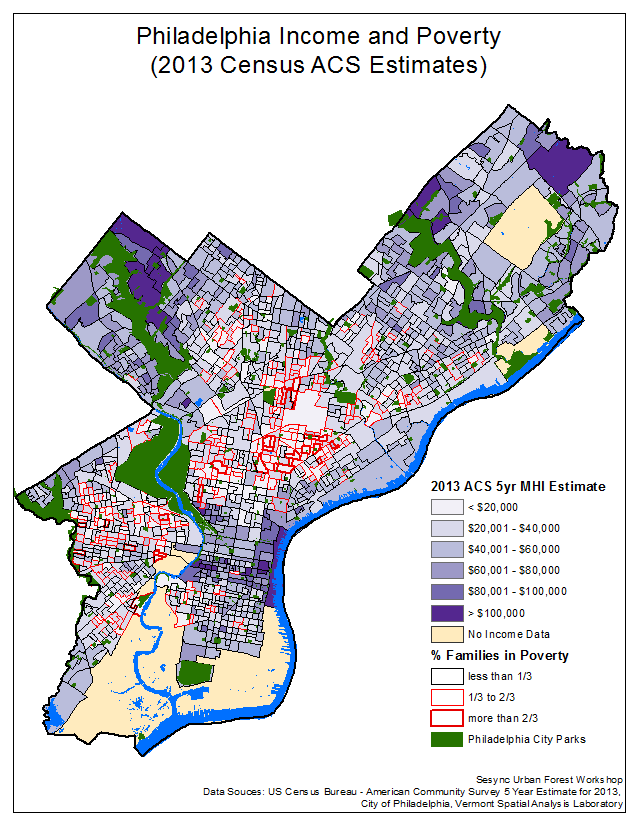 Philadelphia Income and Poverty
(2013 Census ACS Estimates)
2013 ACS 5yr MHI Estimate
< $20,000
$20,001 - $40,000
$40,001 - $60,000
$60,001 - $80,000
$80,001 - $100,000
> $100,000
No Income Data
% Families in Poverty
less than 1/3
1/3 to 2/3
more than 2/3
Philadelphia City Parks
Sesync Urban Forest Workshop
Data Souces: US Census Bureau - American Community Survey 5 Year Estimate for 2013,
City of Philadelphia, Vermont Spatial Analysis Laboratory